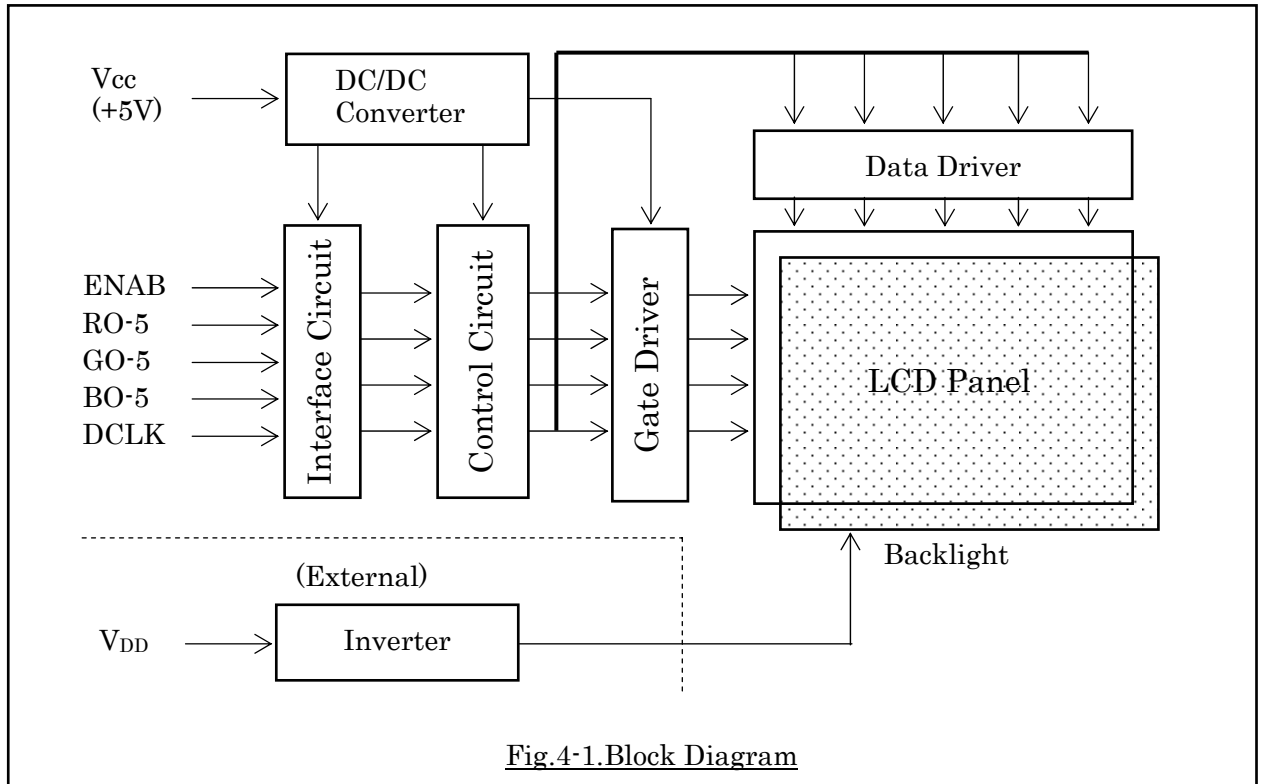 Vcc
(+5V)
DC/DC
Converter
Data Driver
ENAB
RO-5
GO-5
BO-5
DCLK
Interface Circuit
Control Circuit
Gate Driver
LCD Panel
Backlight
(External)
VDD
Inverter
Fig.4-1.Block Diagram